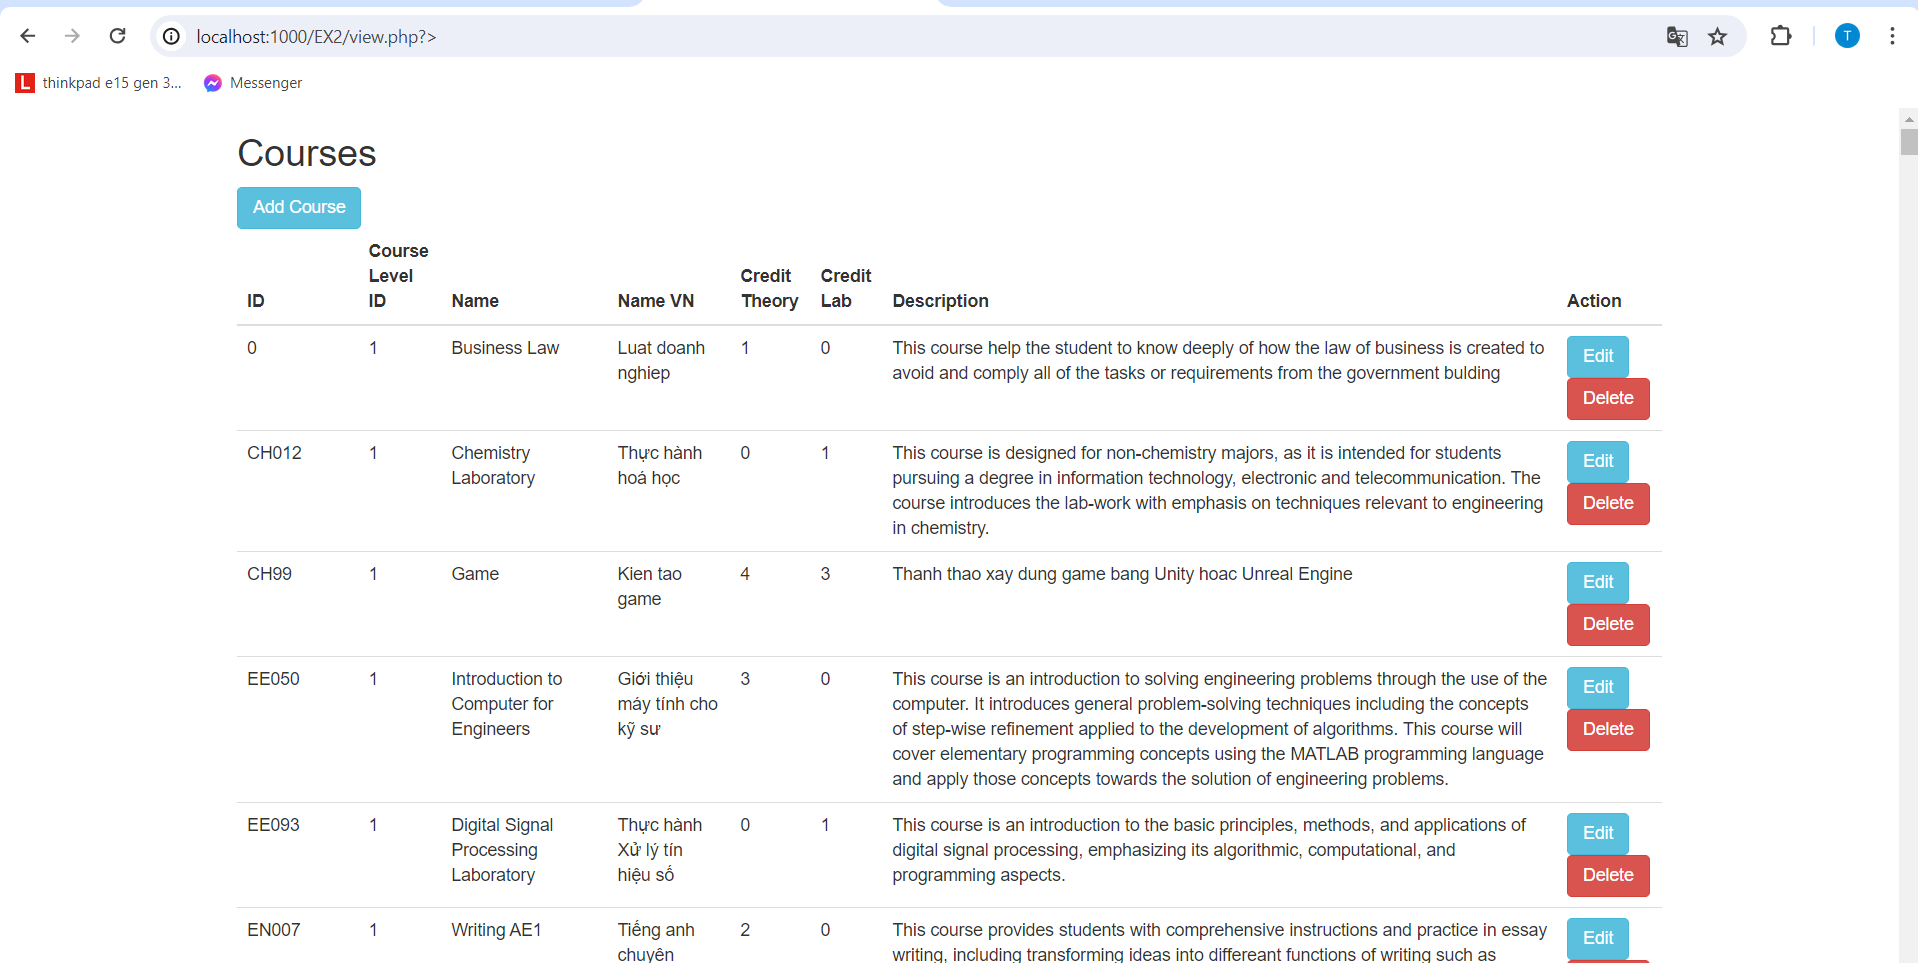 localhost:1000/EX2/view.php?>
T
L thinkpad e15 gen 3...
Messenger
Courses
Add Course
ID
Course
Level
ID
Name
Name VN
Credit
Theory
Credit
Lab
Description
Action
0
1
Business Law
Luat doanh
nghiep
1
0
This course help the student to know deeply of how the law of business is created to
avoid and comply all of the tasks or requirements from the government bulding
Edit
Delete
CH012
1
Chemistry
Laboratory
Thực hành
hoá học
0
1
This course is designed for non-chemistry majors, as it is intended for students
pursuing a degree in information technology, electronic and telecommunication. The
course introduces the lab-work with emphasis on techniques relevant to engineering
in chemistry.
Edit
Delete
CH99
1
Game
Kien tao
game
4
3
Thanh thao xay dung game bang Unity hoac Unreal Engine
Edit
Delete
EE050
1
Introduction to
Computer for
Engineers
Giới thiệu
máy tính cho
kỹ sư
3
0
This course is an introduction to solving engineering problems through the use of the
computer. It introduces general problem-solving techniques including the concepts
of step-wise refinement applied to the development of algorithms. This course will
cover elementary programming concepts using the MATLAB programming language
and apply those concepts towards the solution of engineering problems.
Edit
Delete
EE093
1
Digital Signal
Processing
Laboratory
Thực hành
Xử lý tín
hiệu số
0
1
This course is an introduction to the basic principles, methods, and applications of
digital signal processing, emphasizing its algorithmic, computational, and
programming aspects.
Edit
Delete
EN007
1
Writing AE1
Tiếng anh
chuyên
2
0
This course provides students with comprehensive instructions and practice in essay
writing, including transforming ideas into different functions of writing such as
Edit